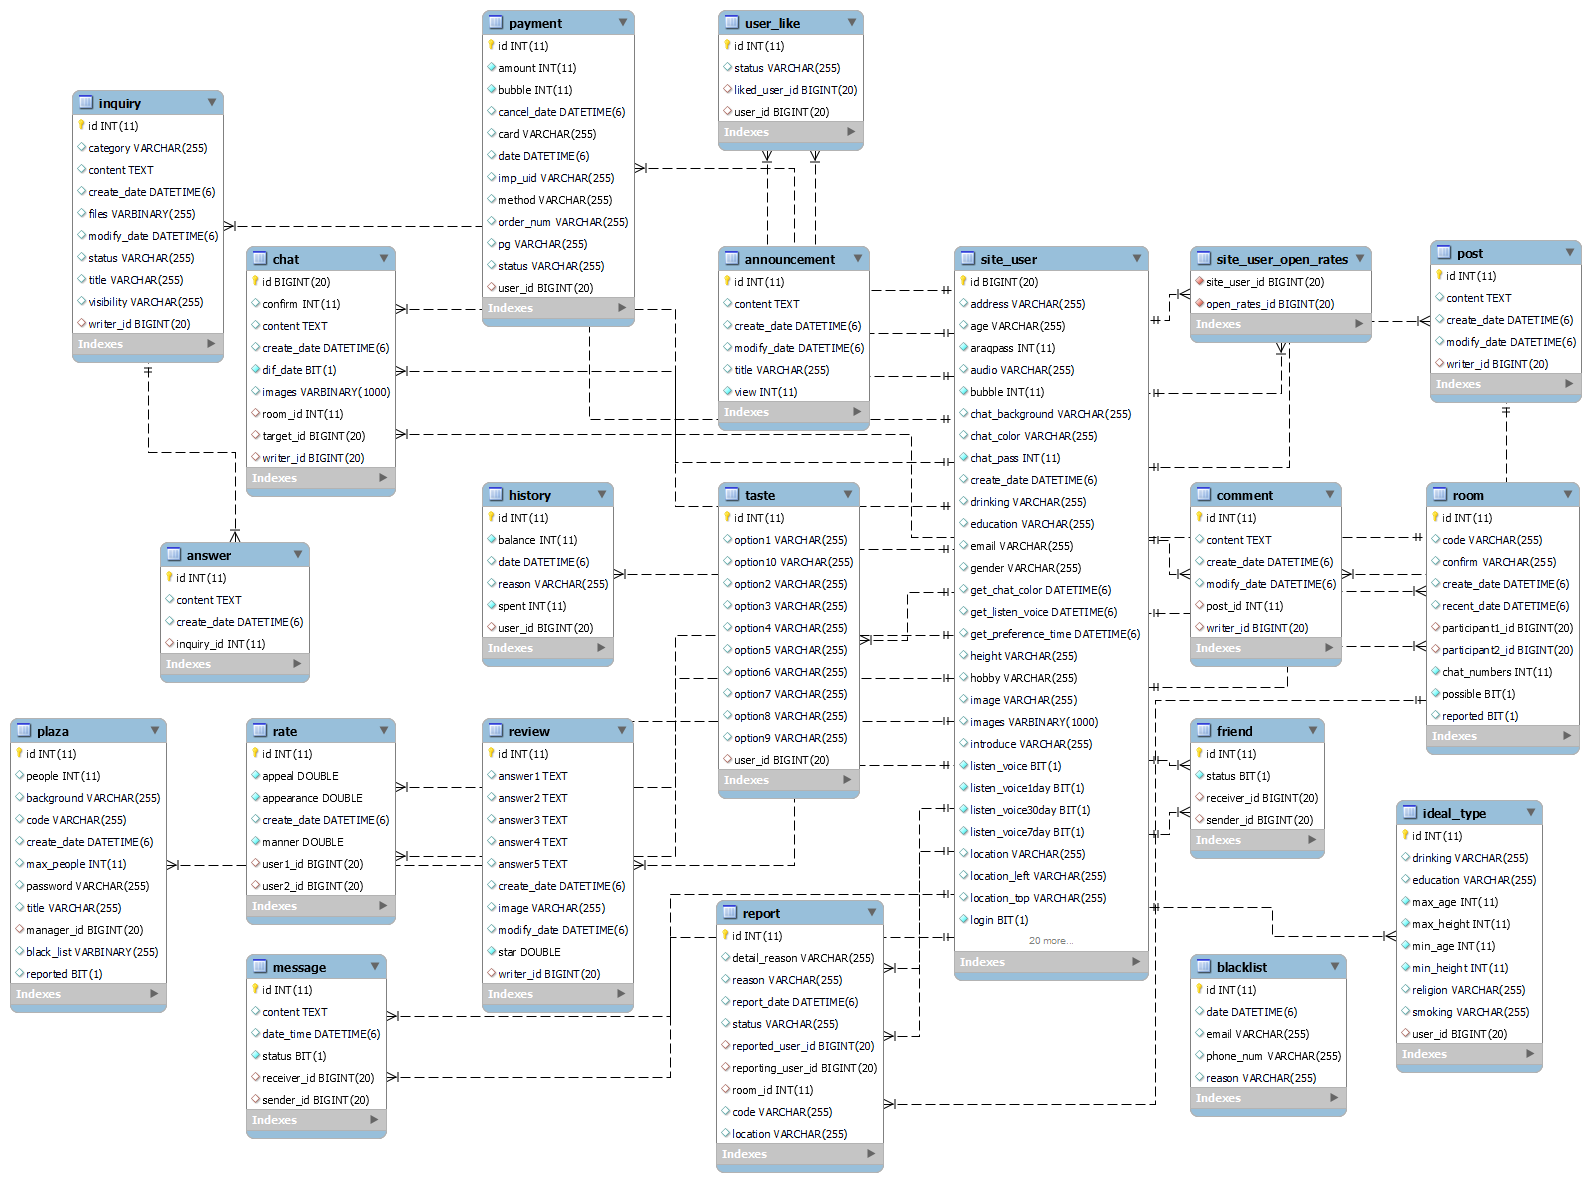 payment
id INT(11)
amount INT(11)
bubble INT(11)
cancel_date DATETIME(6)
card VARCHAR(255)
date DATETIME(6)
imp_uid VARCHAR(255)
method VARCHAR(255)
order_num VARCHAR(255)
pg VARCHAR(255)
status VARCHAR(255)
user_id BIGINT(20)
Indexes
user_like
id INT(11)
status VARCHAR(255)
liked_user_id BIGINT(20)
user_id BIGINT(20)
Indexes
inquiry
id INT(11)
category VARCHAR(255)
content TEXT
create_date DATETIME(6)
files VARBINARY(255)
modify_date DATETIME(6)
status VARCHAR(255)
title VARCHAR(255)
visibility VARCHAR(255)
writer_id BIGINT(20)
Indexes
chat
id BIGINT(20)
confirm INT(11)
content TEXT
create_date DATETIME(6)
dif_date BIT(1)
images VARBINARY(1000)
room_id INT(11)
target_id BIGINT(20)
writer_id BIGINT(20)
Indexes
announcement
id INT(11)
content TEXT
create_date DATETIME(6)
modify_date DATETIME(6)
title VARCHAR(255)
view INT(11)
Indexes
site_user
id BIGINT(20)
address VARCHAR(255)
age VARCHAR(255)
araqpass INT(11)
audio VARCHAR(255)
bubble INT(11)
chat_background VARCHAR(255)
chat_color VARCHAR(255)
chat_pass INT(11)
create_date DATETIME(6)
drinking VARCHAR(255)
education VARCHAR(255)
email VARCHAR(255)
gender VARCHAR(255)
get_chat_color DATETIME(6)
get_listen_voice DATETIME(6)
get_preference_time DATETIME(6)
height VARCHAR(255)
hobby VARCHAR(255)
image VARCHAR(255)
images VARBINARY(1000)
introduce VARCHAR(255)
listen_voice BIT(1)
listen_voice1day BIT(1)
listen_voice30day BIT(1)
listen_voice7day BIT(1)
location VARCHAR(255)
location_left VARCHAR(255)
location_top VARCHAR(255)
login BIT(1)
20 more...
Indexes
site_user_open_rates
site_user_id BIGINT(20)
open_rates_id BIGINT(20)
Indexes
post
id INT(11)
content TEXT
create_date DATETIME(6)
modify_date DATETIME(6)
writer_id BIGINT(20)
Indexes
history
id INT(11)
balance INT(11)
date DATETIME(6)
reason VARCHAR(255)
spent INT(11)
user_id BIGINT(20)
Indexes
taste
id INT(11)
option1 VARCHAR(255)
option10 VARCHAR(255)
option2 VARCHAR(255)
option3 VARCHAR(255)
option4 VARCHAR(255)
option5 VARCHAR(255)
option6 VARCHAR(255)
option7 VARCHAR(255)
option8 VARCHAR(255)
option9 VARCHAR(255)
user_id BIGINT(20)
Indexes
comment
id INT(11)
content TEXT
create_date DATETIME(6)
modify_date DATETIME(6)
post_id INT(11)
writer_id BIGINT(20)
Indexes
room
id INT(11)
code VARCHAR(255)
confirm VARCHAR(255)
create_date DATETIME(6)
recent_date DATETIME(6)
participant1_id BIGINT(20)
participant2_id BIGINT(20)
chat_numbers INT(11)
possible BIT(1)
reported BIT(1)
Indexes
answer
id INT(11)
content TEXT
create_date DATETIME(6)
inquiry_id INT(11)
Indexes
plaza
id INT(11)
people INT(11)
background VARCHAR(255)
code VARCHAR(255)
create_date DATETIME(6)
max_people INT(11)
password VARCHAR(255)
title VARCHAR(255)
manager_id BIGINT(20)
black_list VARBINARY(255)
reported BIT(1)
Indexes
rate
id INT(11)
appeal DOUBLE
appearance DOUBLE
create_date DATETIME(6)
manner DOUBLE
user1_id BIGINT(20)
user2_id BIGINT(20)
Indexes
review
id INT(11)
answer1 TEXT
answer2 TEXT
answer3 TEXT
answer4 TEXT
answer5 TEXT
create_date DATETIME(6)
image VARCHAR(255)
modify_date DATETIME(6)
star DOUBLE
writer_id BIGINT(20)
Indexes
friend
id INT(11)
status BIT(1)
receiver_id BIGINT(20)
sender_id BIGINT(20)
Indexes
ideal_type
id INT(11)
drinking VARCHAR(255)
education VARCHAR(255)
max_age INT(11)
max_height INT(11)
min_age INT(11)
min_height INT(11)
religion VARCHAR(255)
smoking VARCHAR(255)
user_id BIGINT(20)
Indexes
message
id INT(11)
content TEXT
date_time DATETIME(6)
status BIT(1)
receiver_id BIGINT(20)
sender_id BIGINT(20)
Indexes
report
id INT(11)
detail_reason VARCHAR(255)
reason VARCHAR(255)
report_date DATETIME(6)
status VARCHAR(255)
reported_user_id BIGINT(20)
reporting_user_id BIGINT(20)
room_id INT(11)
code VARCHAR(255)
location VARCHAR(255)
Indexes
blacklist
id INT(11)
date DATETIME(6)
email VARCHAR(255)
phone_num VARCHAR(255)
reason VARCHAR(255)
Indexes